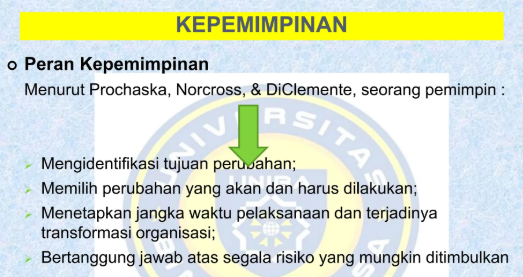 KEPEMIMPINAN
Peran Kepemimpinan
Menurut Prochaska, Norcross, & DiClemente, seorang pemimpin :
Mengidentifikasi tujuan perubahan;
Memilih perubahan yang akan dan harus dilakukan;
Menetapkan jangka waktu pelaksanaan dan terjadinya
transformasi organisasi;
Bertanggung jawab atas segala risiko yang mungkin ditimbulkan
UNIRA